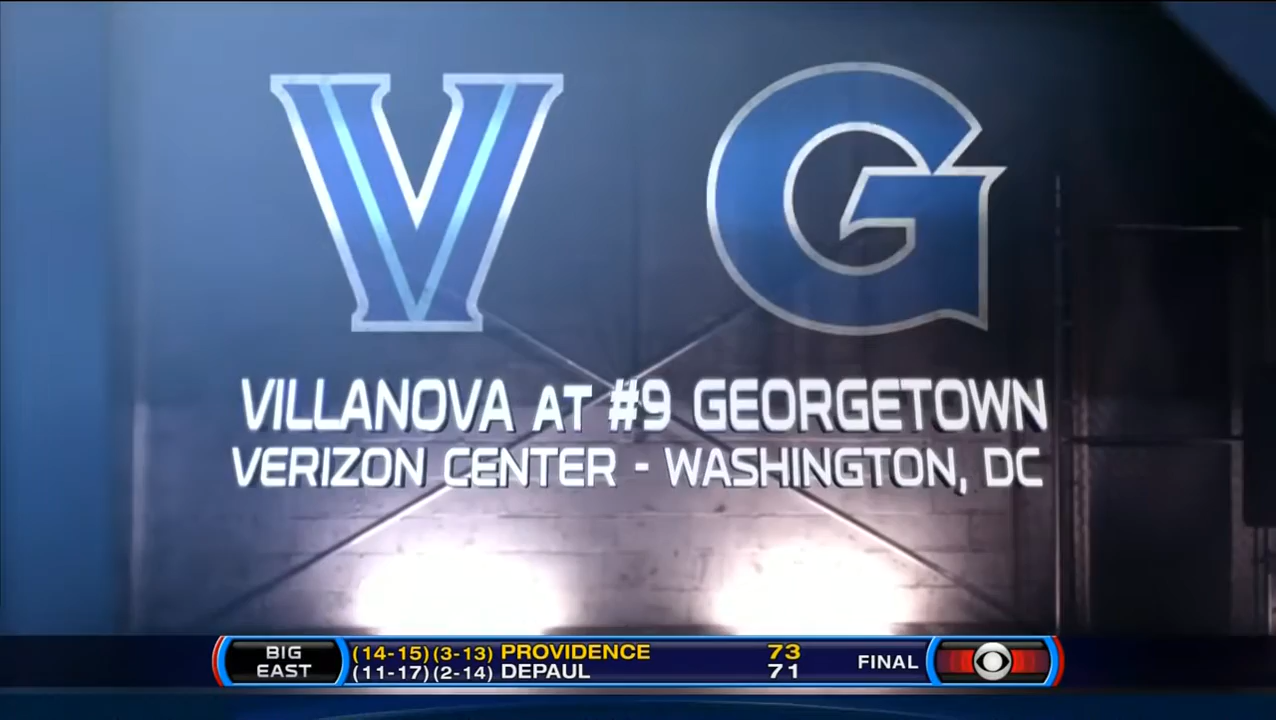 V G
VILLANOVA AT #9 GEORGETOWN
VERIZON CENTER - WASHINGTON, DC
BIG EAST
(14-15) (3-13) PROVIDENCE 73
(11-17) (2-14) DEPAUL 71
FINAL